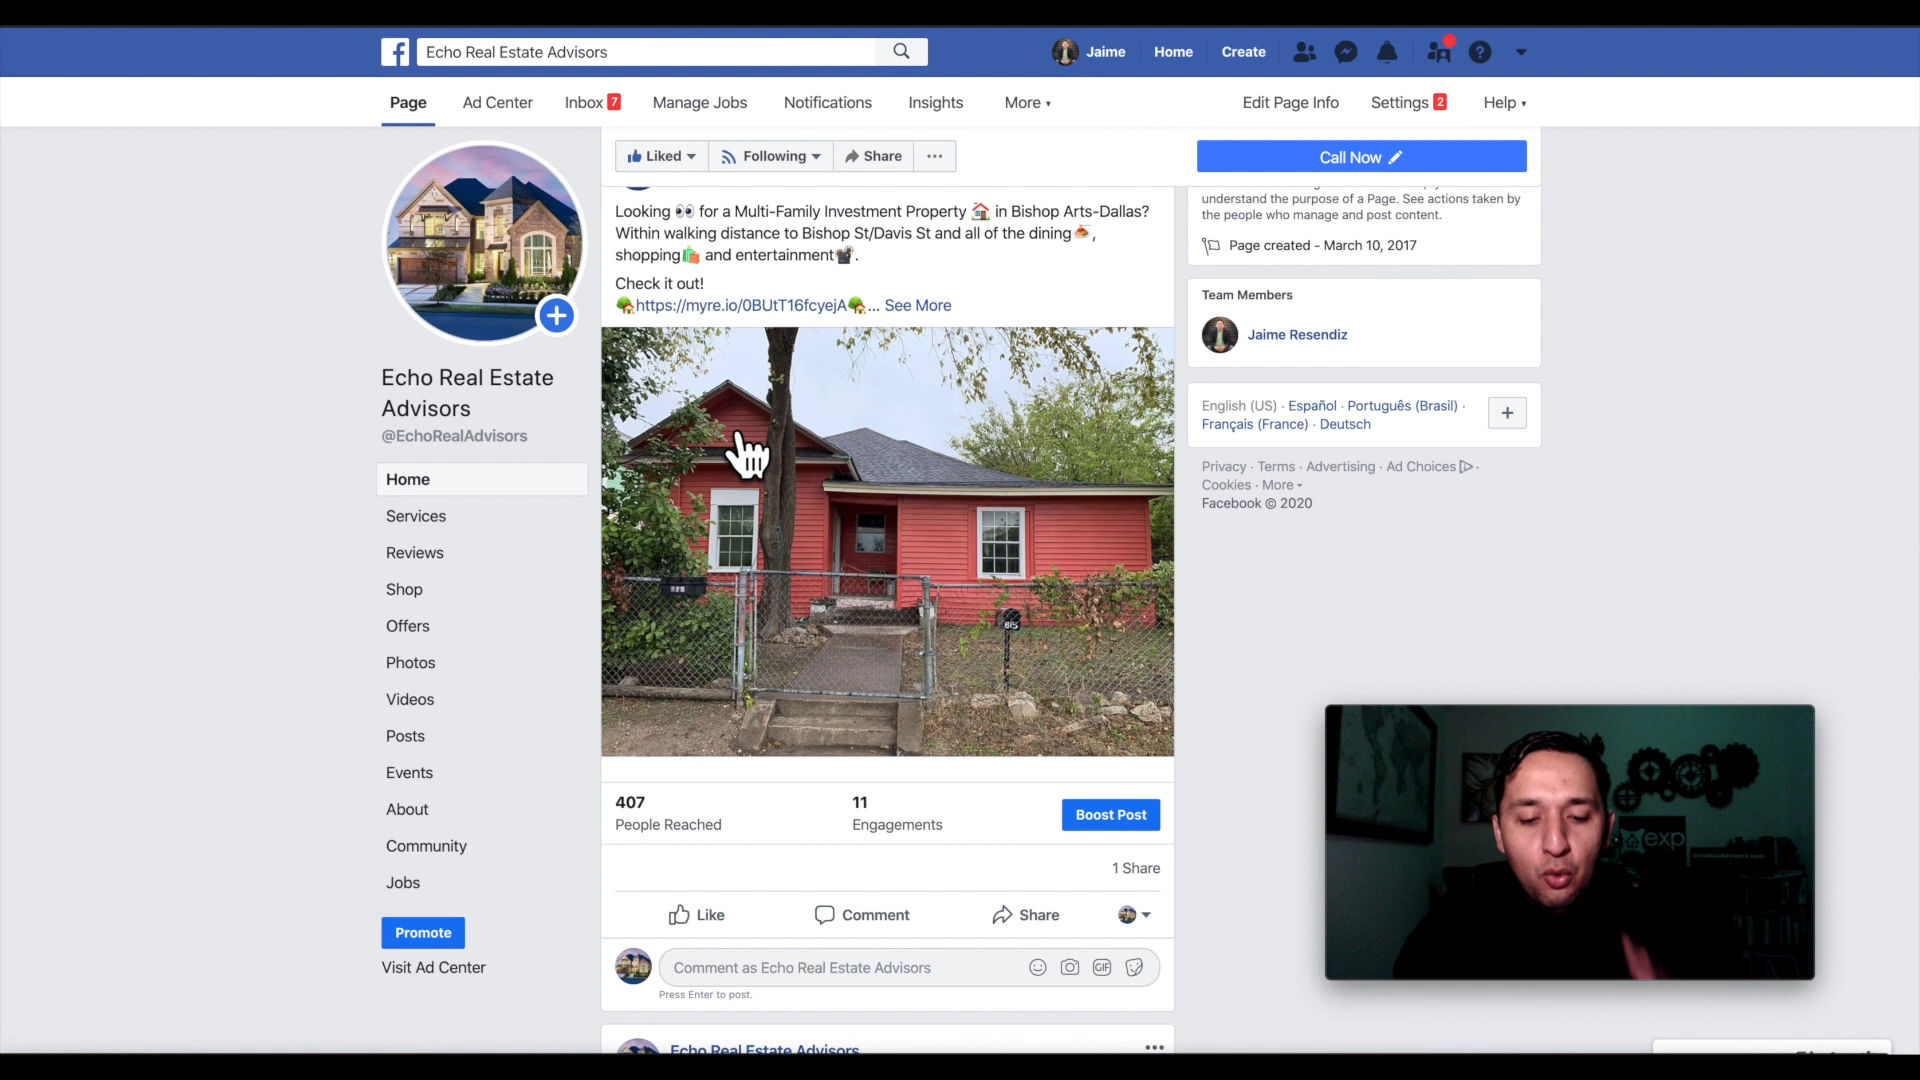 Echo Real Estate Advisors
Jaime
Home
Create
Page
Ad Center
Inbox 7
Manage Jobs
Notifications
Insights
More
Edit Page Info
Settings 2
Help
Liked
Following
Share
Call Now
understand the purpose of a Page. See actions taken by
the people who manage and post content.
Page created - March 10, 2017
Team Members
Jaime Resendiz
English (US) · Español · Português (Brasil) ·
Français (France) · Deutsch
Privacy · Terms · Advertising · Ad Choices ·
Cookies · More
Facebook © 2020
Looking 👀 for a Multi-Family Investment Property 🏠 in Bishop Arts-Dallas?
Within walking distance to Bishop St/Davis St and all of the dining🍝,
shopping🛍 and entertainment📽.
Check it out!
🏡https://myre.io/0BUtT16fcyejA🏡... See More
815
407
People Reached
11
Engagements
Boost Post
1 Share
Like
Comment
Share
Comment as Echo Real Estate Advisors
GIF
Press Enter to post.
Echo Real Estate Advisors
Echo Real Estate
Advisors
@EchoRealAdvisors
Home
Services
Reviews
Shop
Offers
Photos
Videos
Posts
Events
About
Community
Jobs
Promote
Visit Ad Center
exp